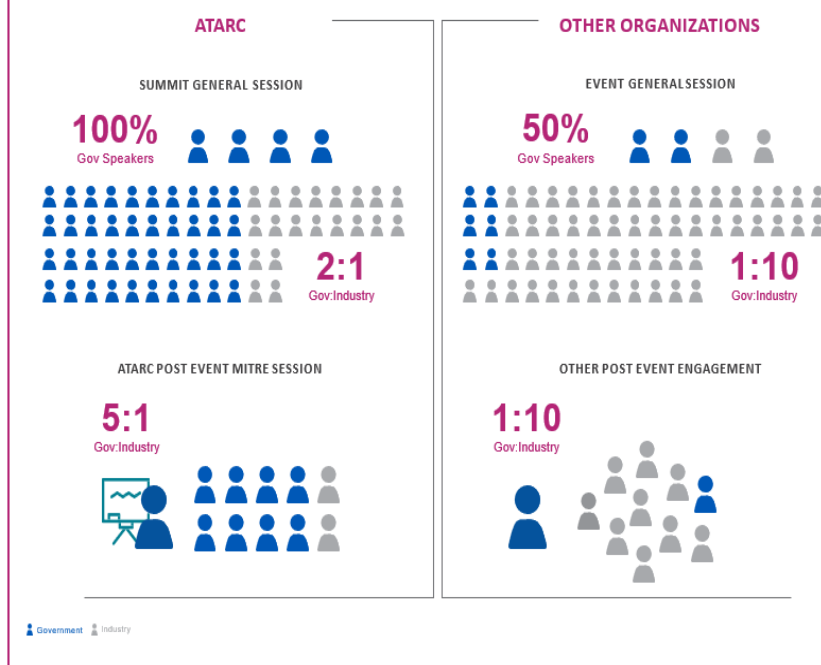 ATARC
SUMMIT GENERAL SESSION
100%
Gov Speakers
2:1
Gov:Industry
ATARC POST EVENT MITRE SESSION
5:1
Gov:Industry
OTHER ORGANIZATIONS
EVENT GENERALSESSION
50%
Gov Speakers
1:10
Gov:Industry
OTHER POST EVENT ENGAGEMENT
1:10
Gov:Industry
Government Industry